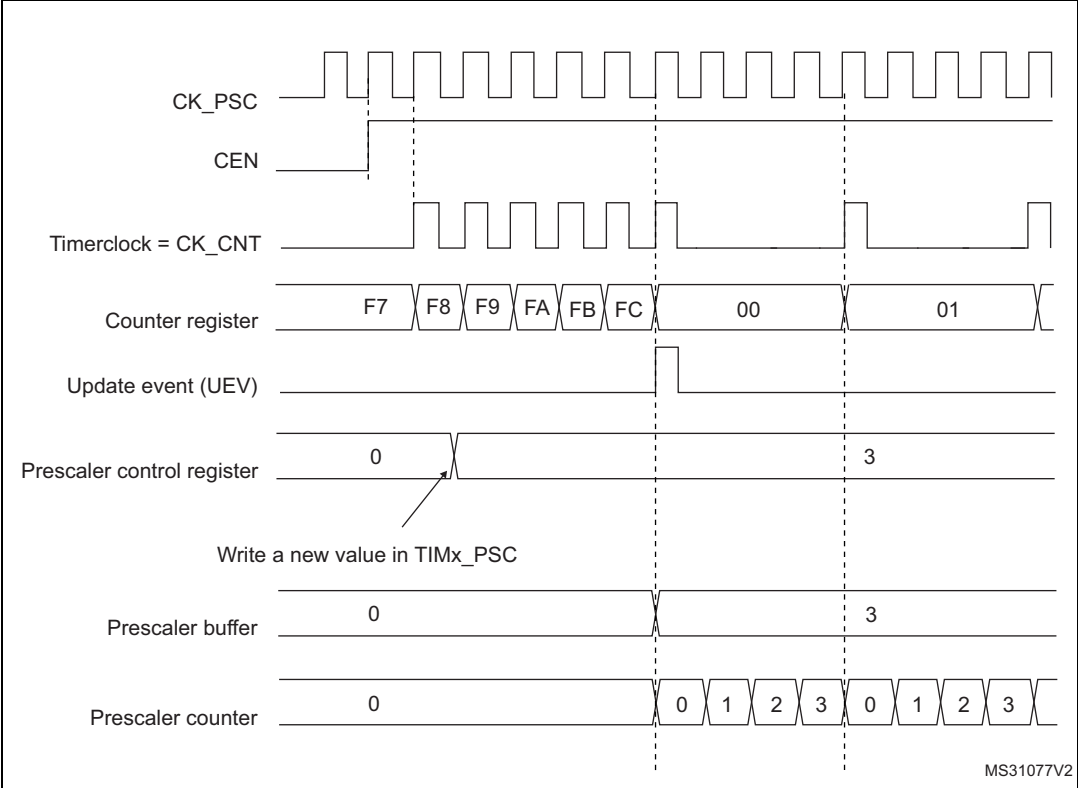 CK_PSC
CEN
Timerclock = CK_CNT
Counter register F7 F8 F9 FA FB FC 00 01
Update event (UEV)
Prescaler control register 0 3
Write a new value in TIMx_PSC
Prescaler buffer 0 3
Prescaler counter 0 0 1 2 3 0 1 2 3
MS31077V2